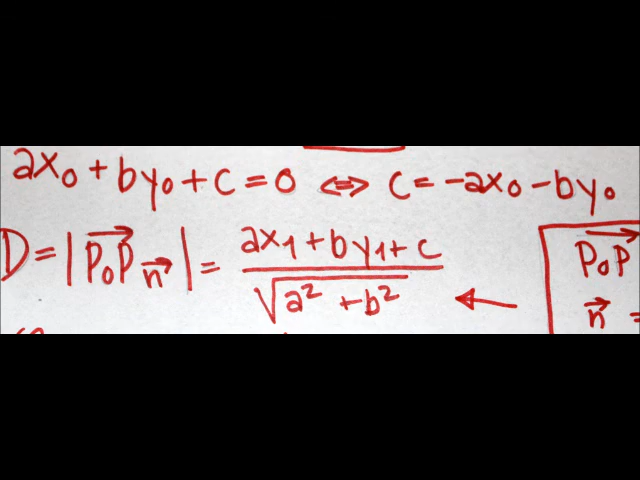 ax₀ + by₀ + c = 0 ⇔ c = -ax₀ - by₀
D = |P₀P⃗ n⃗| = (ax₁ + by₁ + c) / √(a² + b²) ←
P₀P⃗
n⃗ =